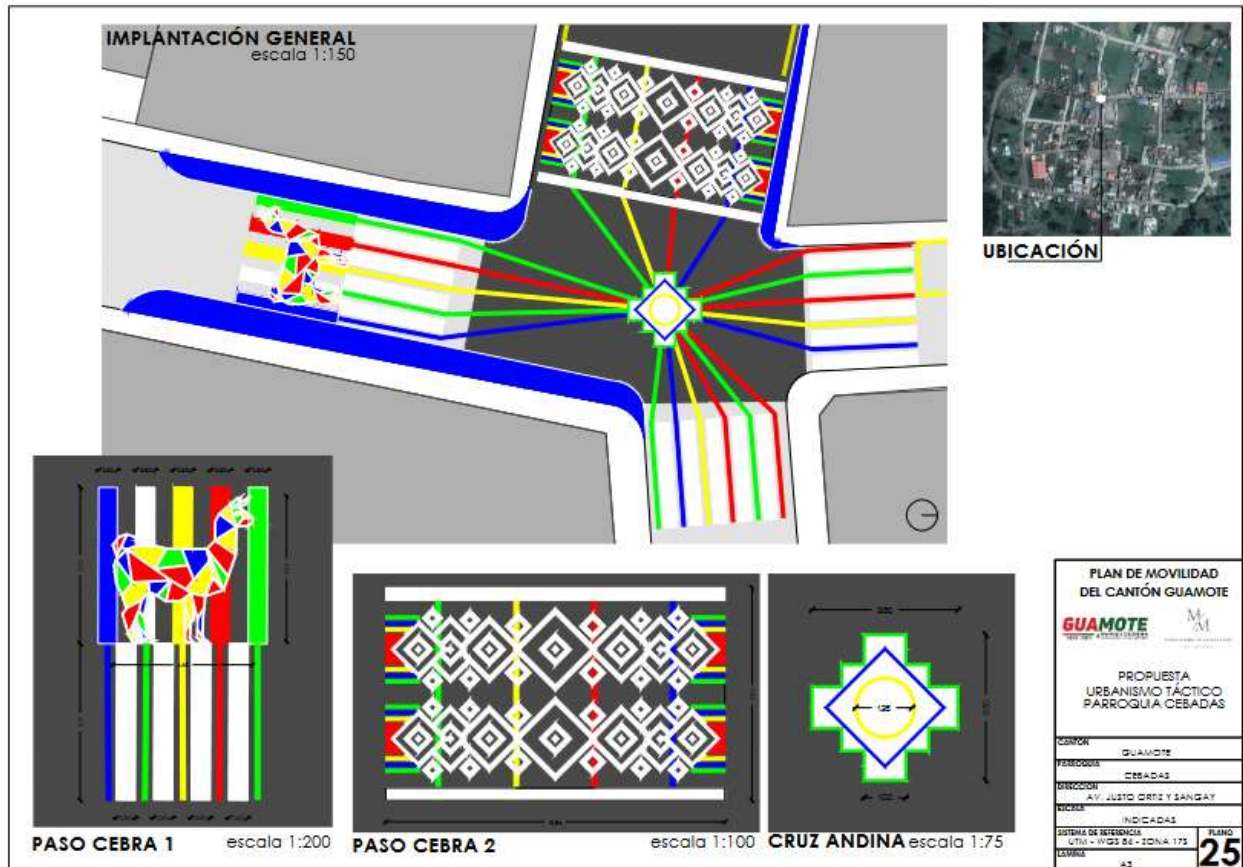 IMPLANTACIÓN GENERAL
escala 1:150
UBICACIÓN
PASO CEBRA 1 escala 1:200
PASO CEBRA 2 escala 1:100
CRUZ ANDINA escala 1:75
PLAN DE MOVILIDAD
DEL CANTÓN GUAMOTE
GUAMOTE
PROPUESTA
URBANISMO TÁCTICO
PARROQUIA CEBADAS
CANTÓN
GUAMOTE
PARROQUIA
CEBADAS
DIRECCIÓN
AV. JUSTO ORTIZ Y SANGAY
ESCALA
INDICADAS
SISTEMA DE REFERENCIA
UTM - WGS 84 - ZONA 17S
LÁMINA
A3
PLANO
25